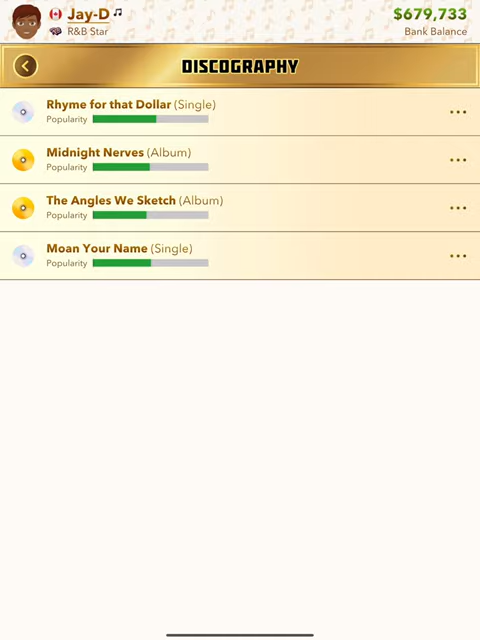 Jay-D
R&B Star
$679,733
Bank Balance
DISCOGRAPHY
Rhyme for that Dollar (Single)
Popularity
Midnight Nerves (Album)
Popularity
The Angles We Sketch (Album)
Popularity
Moan Your Name (Single)
Popularity